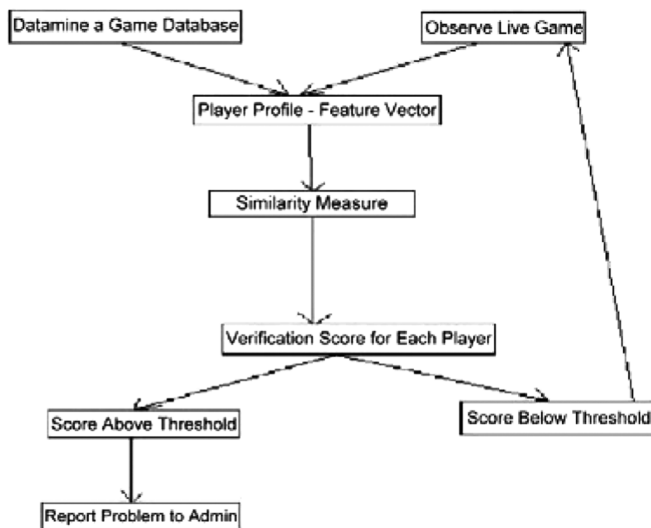 Datamine a Game Database
Observe Live Game
Player Profile - Feature Vector
Similarity Measure
Verification Score for Each Player
Score Above Threshold
Score Below Threshold
Report Problem to Admin